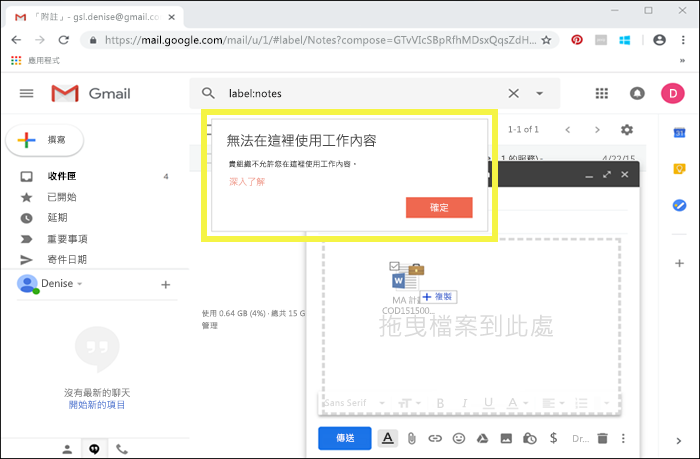 「附註」- gsl.denise@gmail.co
https://mail.google.com/mail/u/1/#label/Notes?compose=GTvVIcSBpRfhMDsxQqsZdH...
應用程式
»
Gmail
label:notes
D
撰寫
1-1 of 1
無法在這裡使用工作內容
貴組織不允許您在這裡使用工作內容。
深入了解
確定
的服務) -
4/22/15
收件匣
4
已開始
延期
重要事項
寄件日期
Denise
使用 0.64 GB (4%)，總共 15 G
管理
MA 計
COD151500...
複製
拖曳檔案到此處
沒有最新的聊天
開始新的項目
Sans Serif
傳送
Dr...